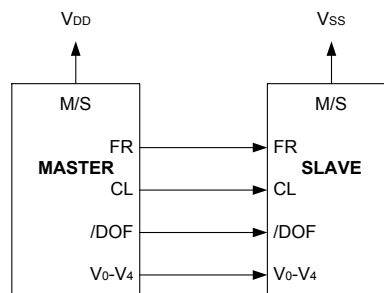 VDD VSS
M/S M/S
FR FR
MASTER SLAVE
CL CL
/DOF /DOF
V0-V4 V0-V4